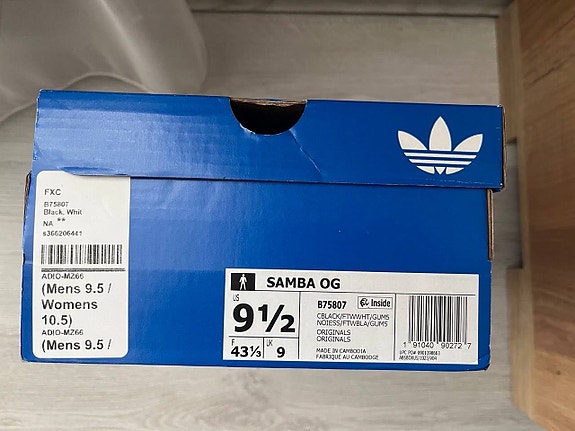 FXC
B75807
Black, Whit
NA **
s366206441
ADIO-MZ66
(Mens 9.5 /
Womens
10.5)
ADIO-MZ66
(Mens 9.5 /
SAMBA OG
US
9½
F
43⅓
UK
9
B75807
Inside
CBLACK/FTWWHT/GUM5
NOIESS/FTWBLA/GUM5
ORIGINALS
ORIGINALS
MADE IN CAMBODIA
FABRIQUÉ AU CAMBODGE
1 91040 90272 7